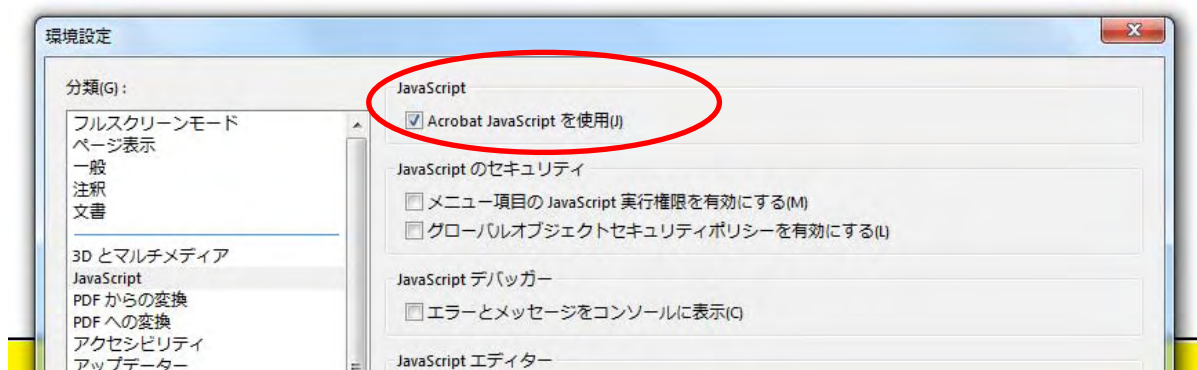 環境設定
分類(G):
フルスクリーンモード
ページ表示
一般
注釈
文書
3D とマルチメディア
JavaScript
PDF からの変換
PDF への変換
アクセシビリティ
アップデーター
JavaScript
Acrobat JavaScript を使用(J)
JavaScript のセキュリティ
メニュー項目の JavaScript 実行権限を有効にする(M)
グローバルオブジェクトセキュリティポリシーを有効にする(L)
JavaScript デバッガー
エラーとメッセージをコンソールに表示(C)
JavaScript エディター